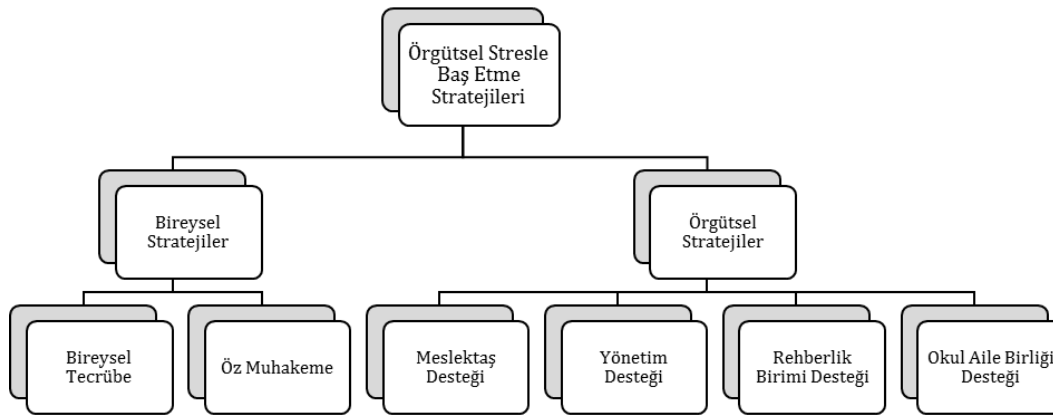 Örgütsel Stresle
Baş Etme
Stratejileri
Bireysel
Stratejiler
Örgütsel
Stratejiler
Bireysel
Tecrübe
Öz Muhakeme
Meslektaş
Desteği
Yönetim
Desteği
Rehberlik
Birimi Desteği
Okul Aile Birliği
Desteği